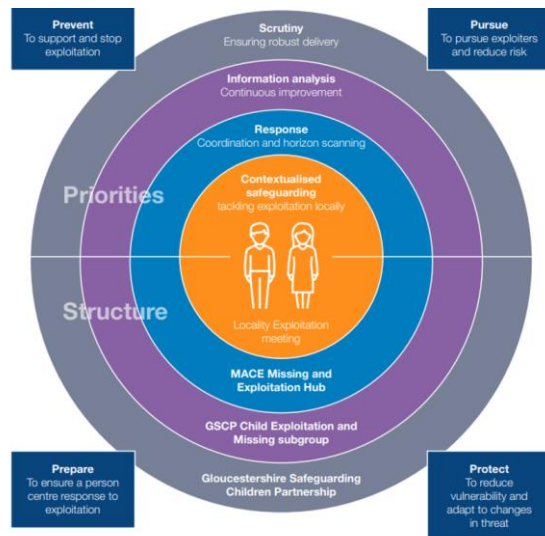 Prevent
To support and stop
exploitation
Scrutiny
Ensuring robust delivery
Pursue
To pursue exploiters
and reduce risk
Information analysis
Continuous improvement
Response
Coordination and horizon scanning
Contextualised
safeguarding
tackling exploitation locally
Priorities
Structure
Locality Exploitation
meeting
MACE Missing and
Exploitation Hub
GSCP Child Exploitation and
Missing subgroup
Gloucestershire Safeguarding
Children Partnership
Prepare
To ensure a person
centre response to
exploitation
Protect
To reduce
vulnerability and
adapt to changes
in threat